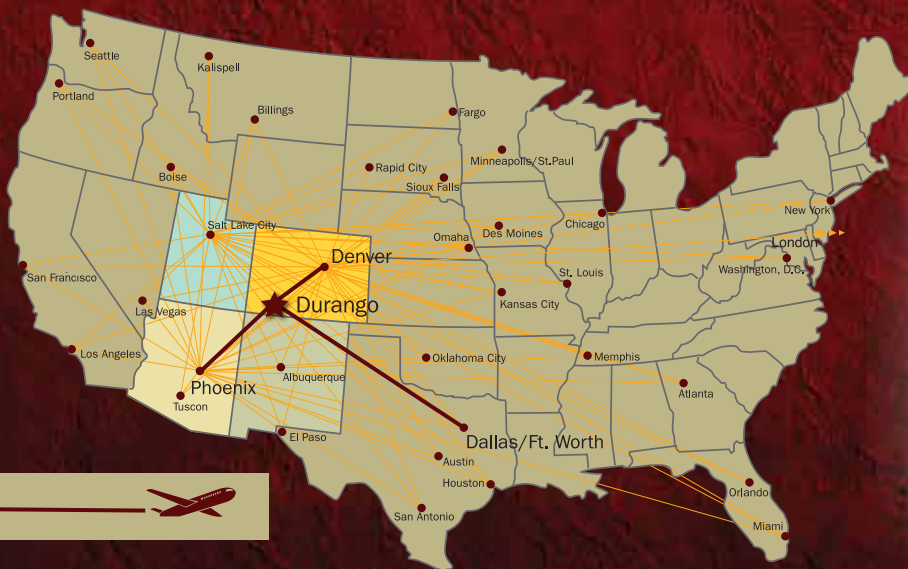 Seattle
Kalispell
Portland
Billings
Fargo
Minneapolis/St.Paul
Boise
Rapid City
Sioux Falls
New York
Salt Lake City
Chicago
Omaha
Des Moines
London
Denver
Washington, D.C.
San Francisco
St. Louis
Durango
Kansas City
Las Vegas
Los Angeles
Oklahoma City
Memphis
Albuquerque
Phoenix
Atlanta
Tuscon
El Paso
Dallas/Ft. Worth
Austin
Houston
Orlando
San Antonio
Miami